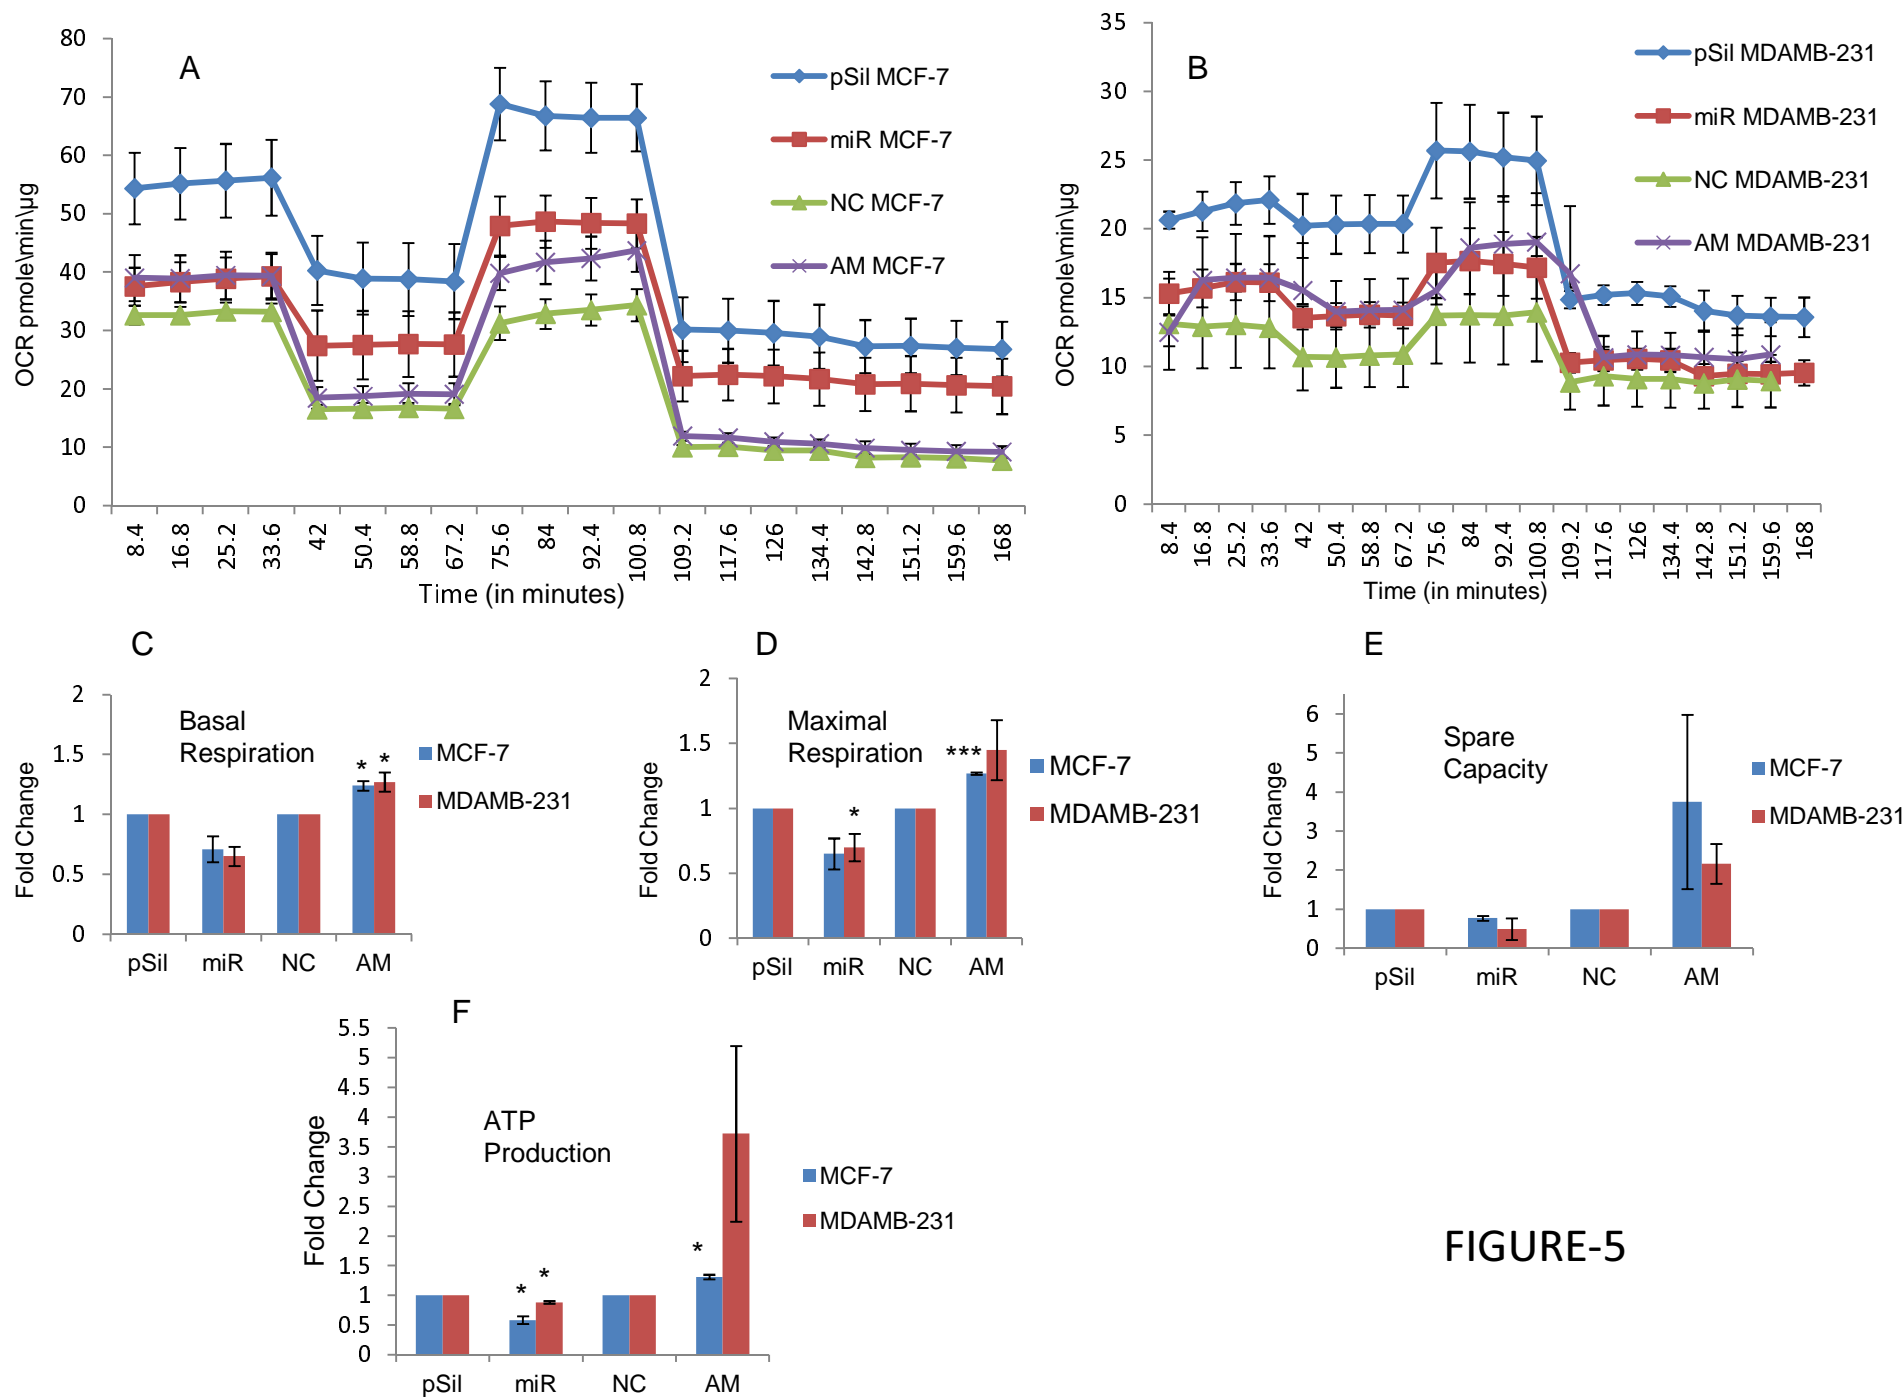 A
80
70
60
50
40
30
20
10
0
OCR pmole\min\µg
pSil MCF-7
miR MCF-7
NC MCF-7
AM MCF-7
8.4 16.8 25.2 33.6 42 50.4 58.8 67.2 75.6 84 92.4 100.8 109.2 117.6 126 134.4 142.8 151.2 159.6 168
Time (in minutes)
B
35
30
25
20
15
10
5
0
OCR pmole\min\µg
pSil MDAMB-231
miR MDAMB-231
NC MDAMB-231
AM MDAMB-231
8.4 16.8 25.2 33.6 42 50.4 58.8 67.2 75.6 84 92.4 100.8 109.2 117.6 126 134.4 142.8 151.2 159.6 168
Time (in minutes)
C
2
1.5
1
0.5
0
Fold Change
Basal
Respiration
* *
MCF-7
MDAMB-231
pSil miR NC AM
D
2
1.5
1
0.5
0
Fold Change
Maximal
Respiration
*
***
MCF-7
MDAMB-231
pSil miR NC AM
E
6
5
4
3
2
1
0
Fold Change
Spare
Capacity
MCF-7
MDAMB-231
pSil miR NC AM
F
5.5
5
4.5
4
3.5
3
2.5
2
1.5
1
0.5
0
Fold Change
ATP
Production
* *
*
MCF-7
MDAMB-231
pSil miR NC AM
FIGURE-5